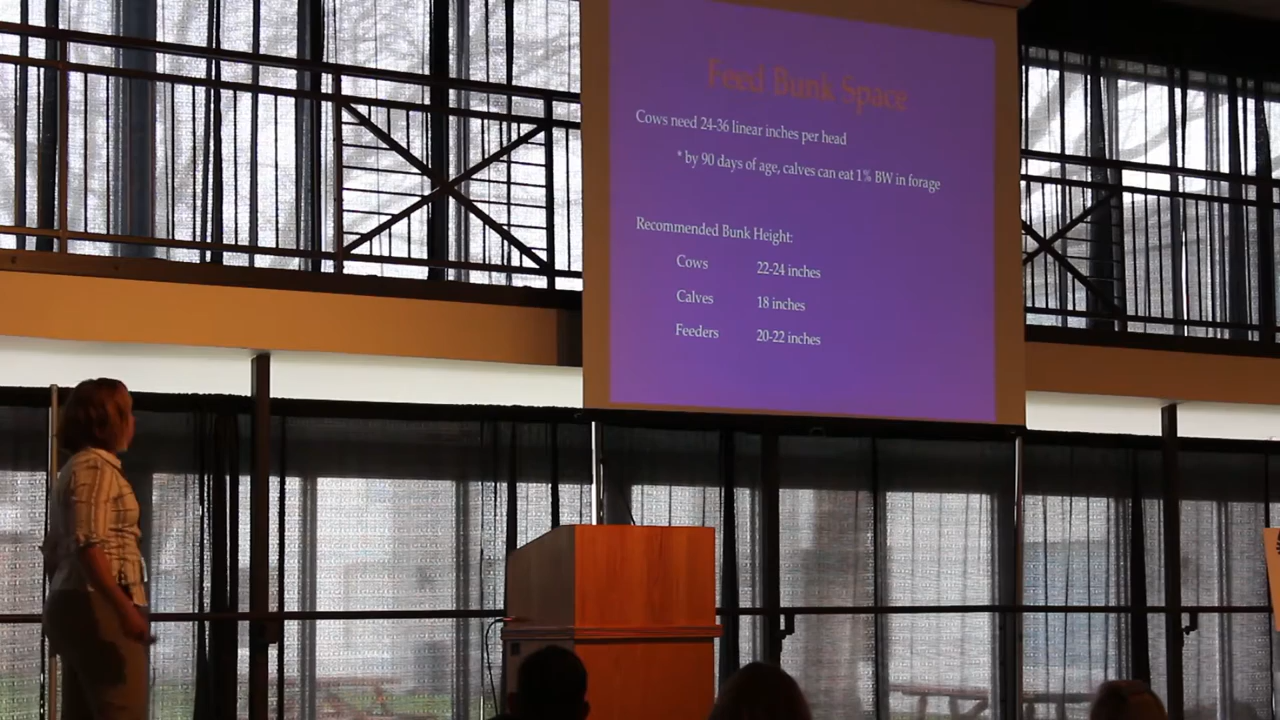 Feed Bunk Space
Cows need 24-36 linear inches per head
* by 90 days of age, calves can eat 1% BW in forage
Recommended Bunk Height:
Cows 22-24 inches
Calves 18 inches
Feeders 20-22 inches